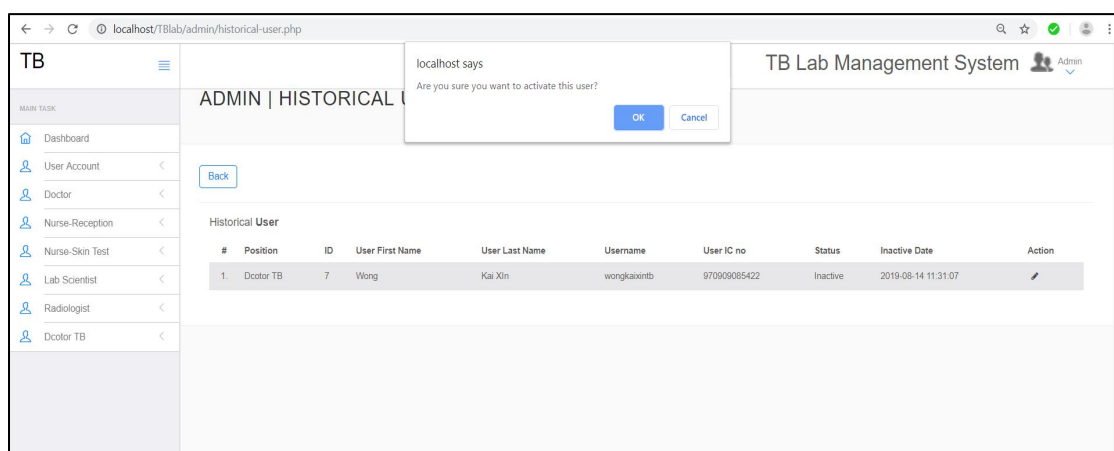 localhost/TBlab/admin/historical-user.php
TB
localhost says
Are you sure you want to activate this user?
OK
Cancel
TB Lab Management System
Admin
MAIN TASK
Dashboard
User Account
Doctor
Nurse-Reception
Nurse-Skin Test
Lab Scientist
Radiologist
Dcotor TB
ADMIN | HISTORICAL
Back
Historical User
# Position ID User First Name User Last Name Username User IC no Status Inactive Date Action
1. Dcotor TB 7 Wong Kai XIn wongkaixintb 970909085422 Inactive 2019-08-14 11:31:07